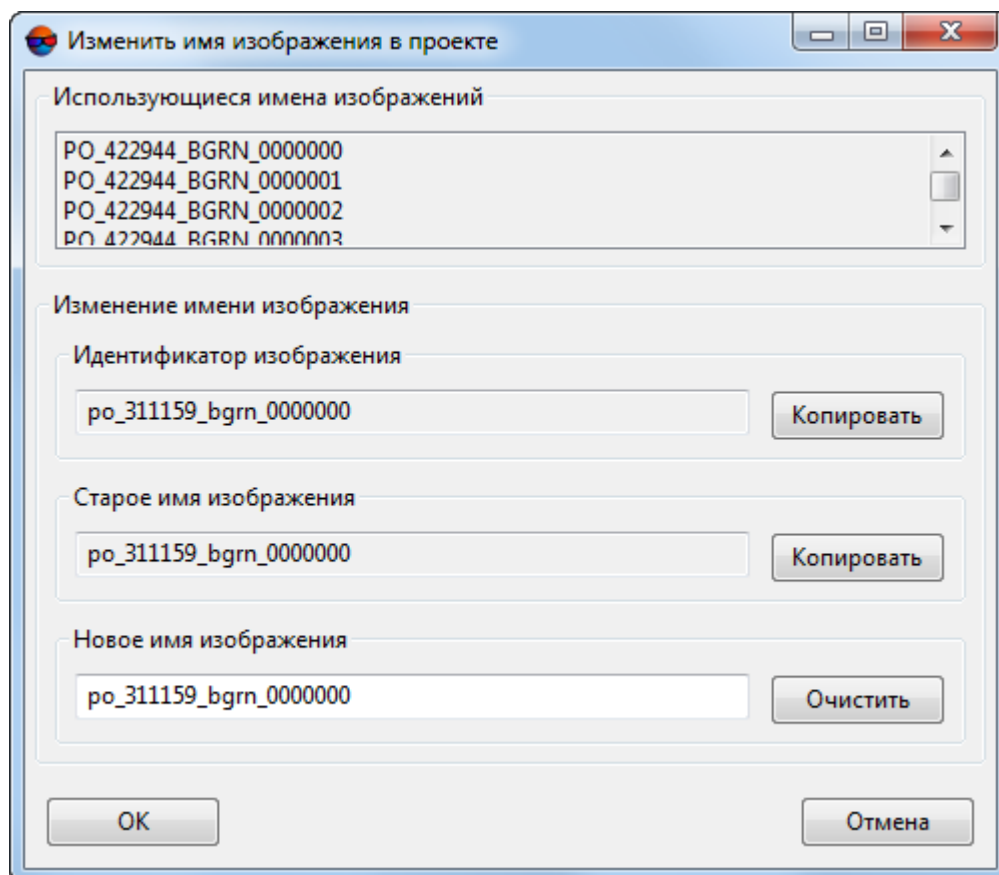 Изменить имя изображения в проекте
Использующиеся имена изображений
PO_422944_BGRN_0000000
PO_422944_BGRN_0000001
PO_422944_BGRN_0000002
PO_422944_BGRN_0000003
Изменение имени изображения
Идентификатор изображения
po_311159_bgrn_0000000
Копировать
Старое имя изображения
po_311159_bgrn_0000000
Копировать
Новое имя изображения
po_311159_bgrn_0000000
Очистить
OK
Отмена